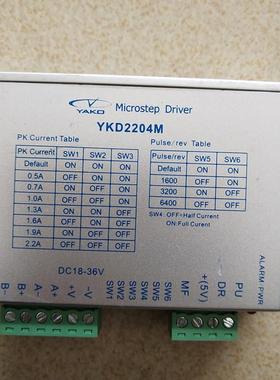 YAKO
Microstep Driver
YKD2204M
PK Current Table
PK Current SW1 SW2 SW3
Default ON ON ON
0.5A OFF ON ON
0.7A ON OFF ON
1.0A OFF OFF ON
1.3A ON ON OFF
1.6A OFF ON OFF
1.9A ON OFF OFF
2.2A OFF OFF OFF
Pulse/rev Table
Pulse/rev SW5 SW6
Default ON ON
1600 OFF ON
3200 ON OFF
6400 OFF OFF
SW4: OFF=Half Current
ON=Full Curent
DC18-36V
B-
B+
A-
A+
+V
-V
SW1
SW2
SW3
SW4
SW5
SW6
MF
+(5V)
DR
PU
ALARM PWR